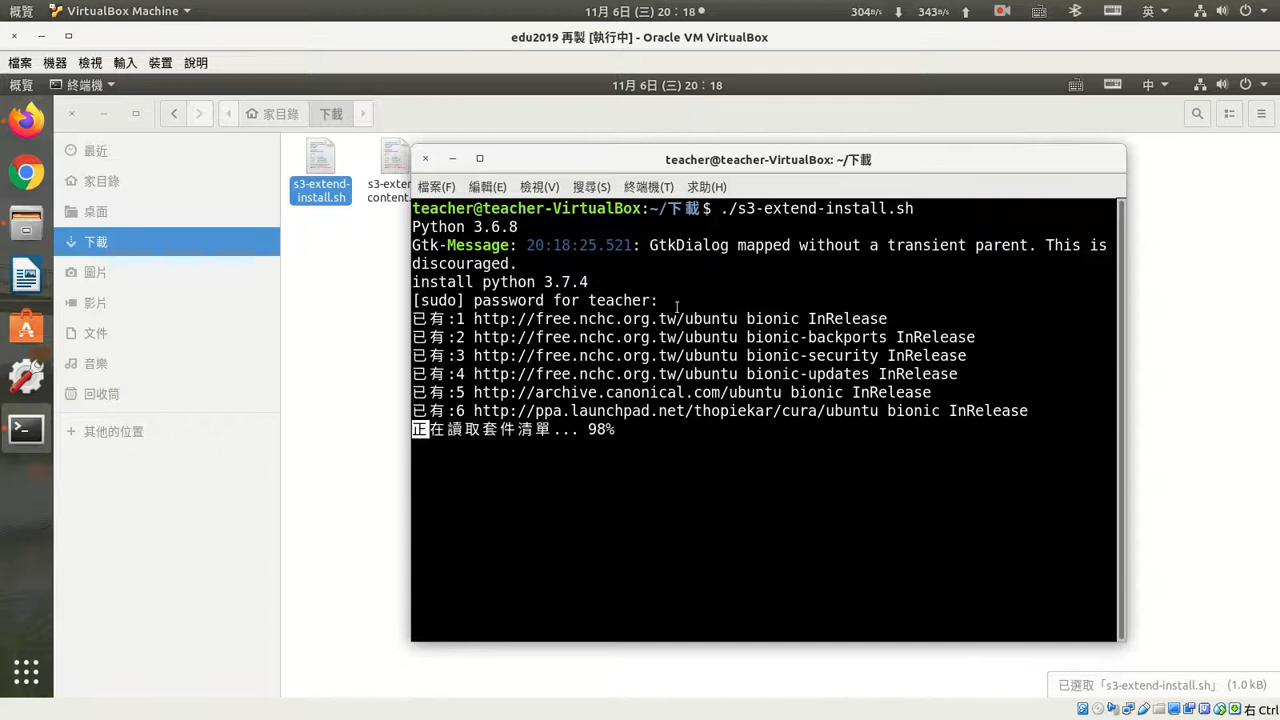 概覽 VirtualBox Machine 11月 6日 (三) 20：18 304B/s 343B/s 英
edu2019 再製 [執行中] - Oracle VM VirtualBox
檔案 機器 檢視 輸入 裝置 說明
概覽 終端機 11月 6日 (三) 20：18 中
家目錄 下載
最近
家目錄
桌面
下載
圖片
影片
文件
音樂
回收筒
其他的位置
s3-extend-
install.sh
s3-exte
content.
teacher@teacher-VirtualBox: ~/下載
檔案(F) 編輯(E) 檢視(V) 搜尋(S) 終端機(T) 求助(H)
teacher@teacher-VirtualBox:~/下載$ ./s3-extend-install.sh
Python 3.6.8
Gtk-Message: 20:18:25.521: GtkDialog mapped without a transient parent. This is
discouraged.
install python 3.7.4
[sudo] password for teacher:
已有:1 http://free.nchc.org.tw/ubuntu bionic InRelease
已有:2 http://free.nchc.org.tw/ubuntu bionic-backports InRelease
已有:3 http://free.nchc.org.tw/ubuntu bionic-security InRelease
已有:4 http://free.nchc.org.tw/ubuntu bionic-updates InRelease
已有:5 http://archive.canonical.com/ubuntu bionic InRelease
已有:6 http://ppa.launchpad.net/thopiekar/cura/ubuntu bionic InRelease
正在讀取套件清單... 98%
已選取「s3-extend-install.sh」 (1.0 kB)
右 Ctrl